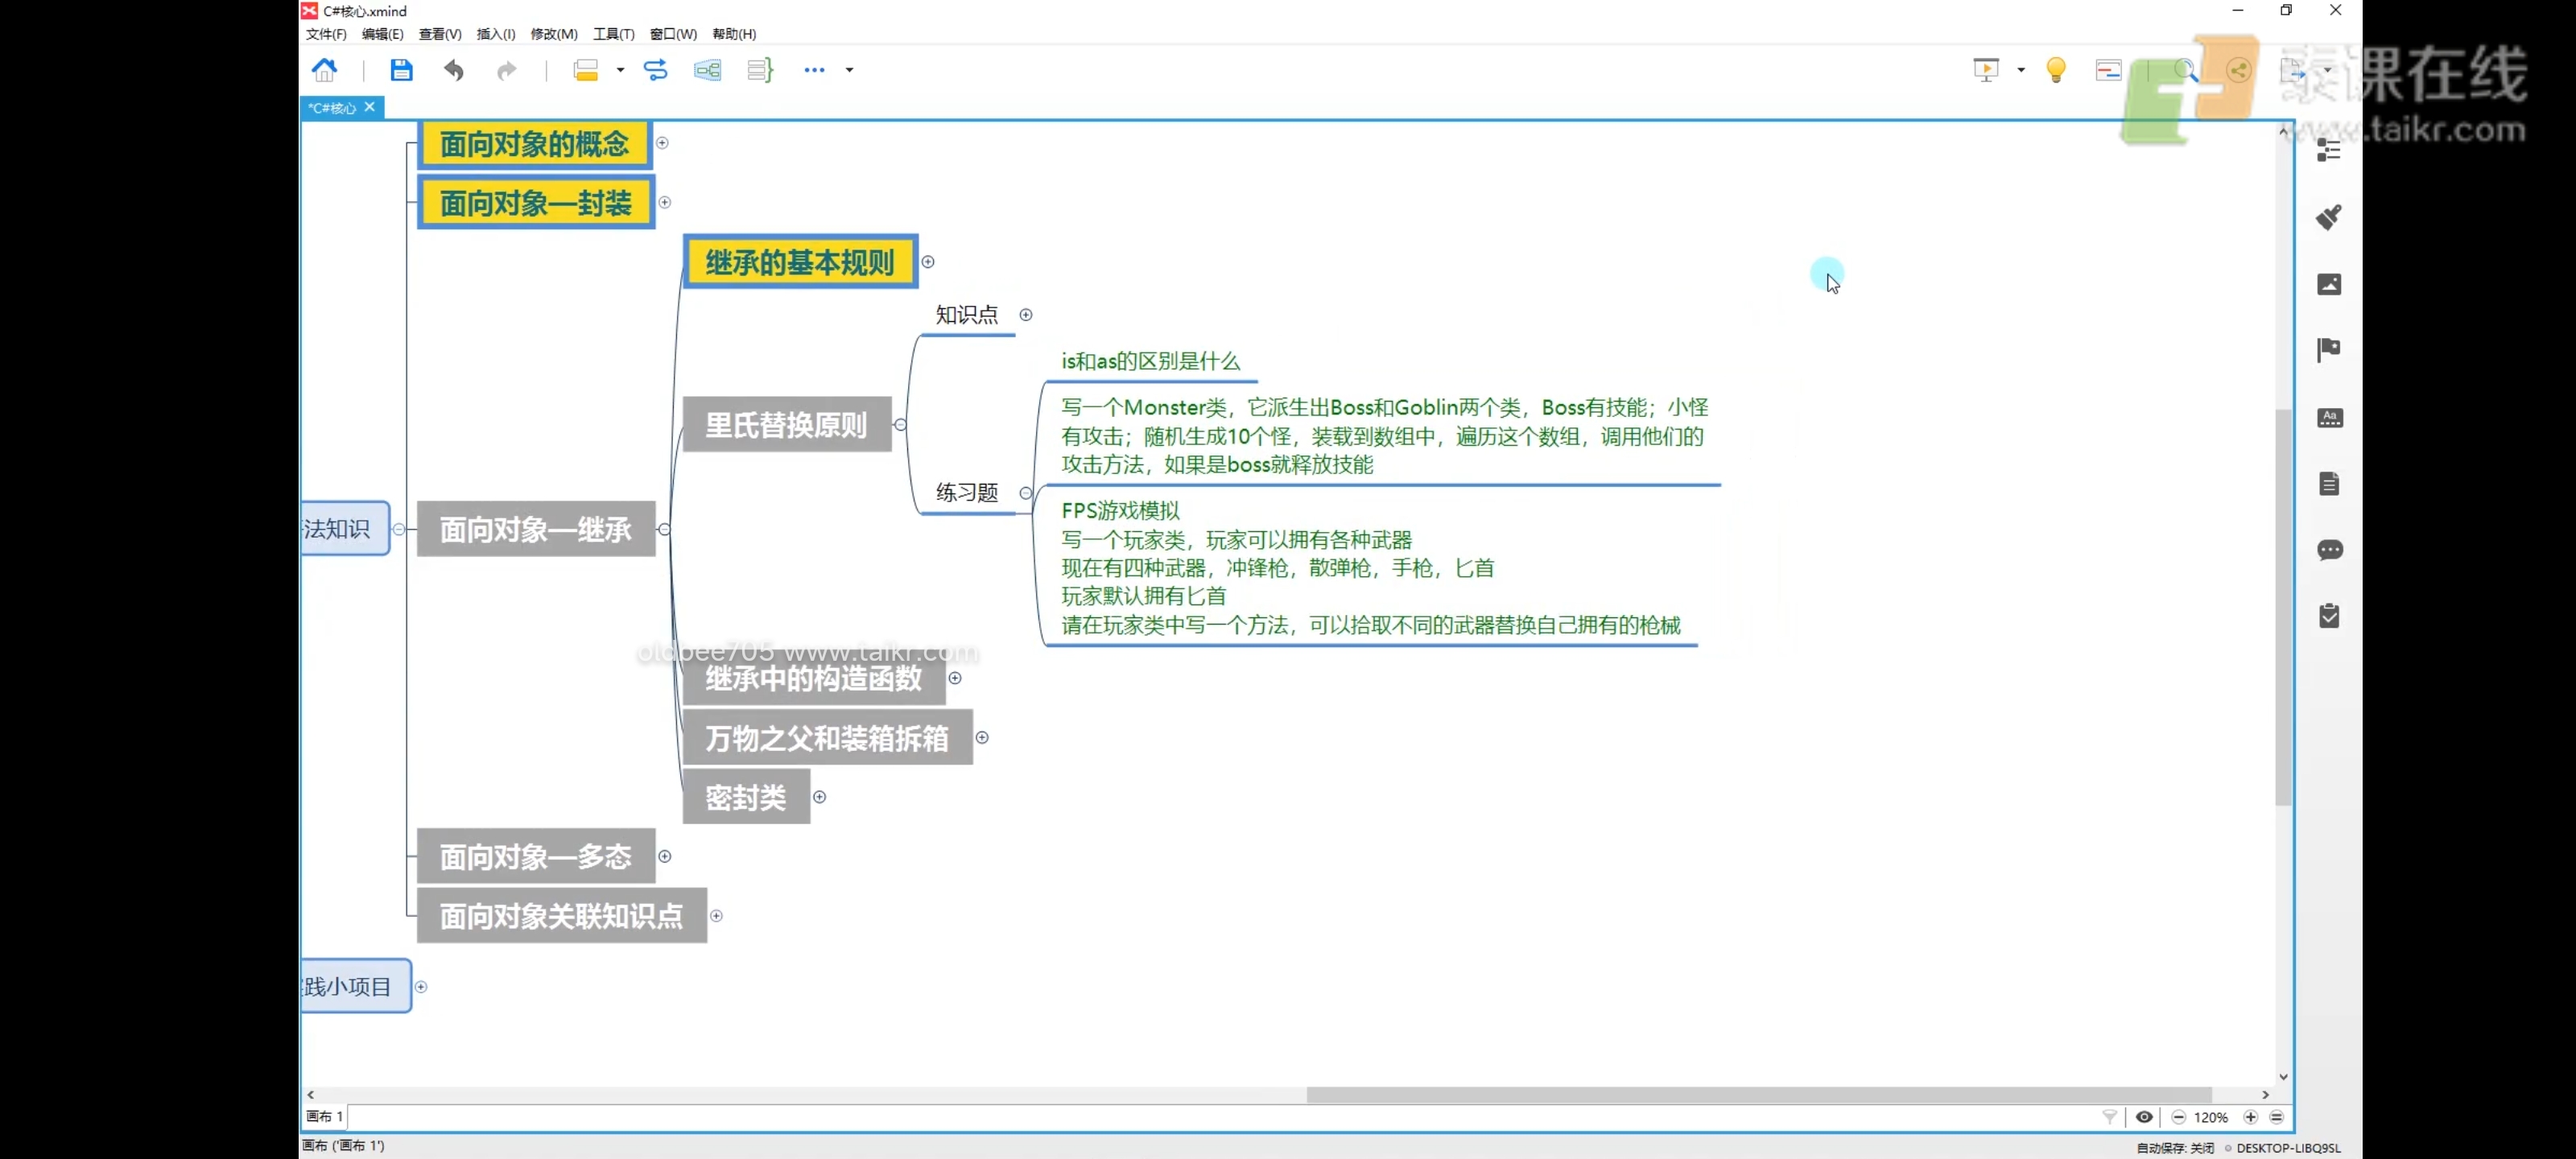 C#核心.xmind
文件(F) 编辑(E) 查看(V) 插入(I) 修改(M) 工具(T) 窗口(W) 帮助(H)
泰课在线
www.taikr.com
*C#核心
面向对象的概念
面向对象—封装
继承的基本规则
知识点
is和as的区别是什么
写一个Monster类，它派生出Boss和Goblin两个类，Boss有技能；小怪
有攻击；随机生成10个怪，装载到数组中，遍历这个数组，调用他们的
攻击方法，如果是boss就释放技能
里氏替换原则
练习题
FPS游戏模拟
写一个玩家类，玩家可以拥有各种武器
现在有四种武器，冲锋枪，散弹枪，手枪，匕首
玩家默认拥有匕首
请在玩家类中写一个方法，可以拾取不同的武器替换自己拥有的枪械
法知识
面向对象—继承
oldbee705 www.taikr.com
继承中的构造函数
万物之父和装箱拆箱
密封类
面向对象—多态
面向对象关联知识点
践小项目
画布 1
120%
画布 ('画布 1')
自动保存: 关闭 DESKTOP-LIBQ9SL